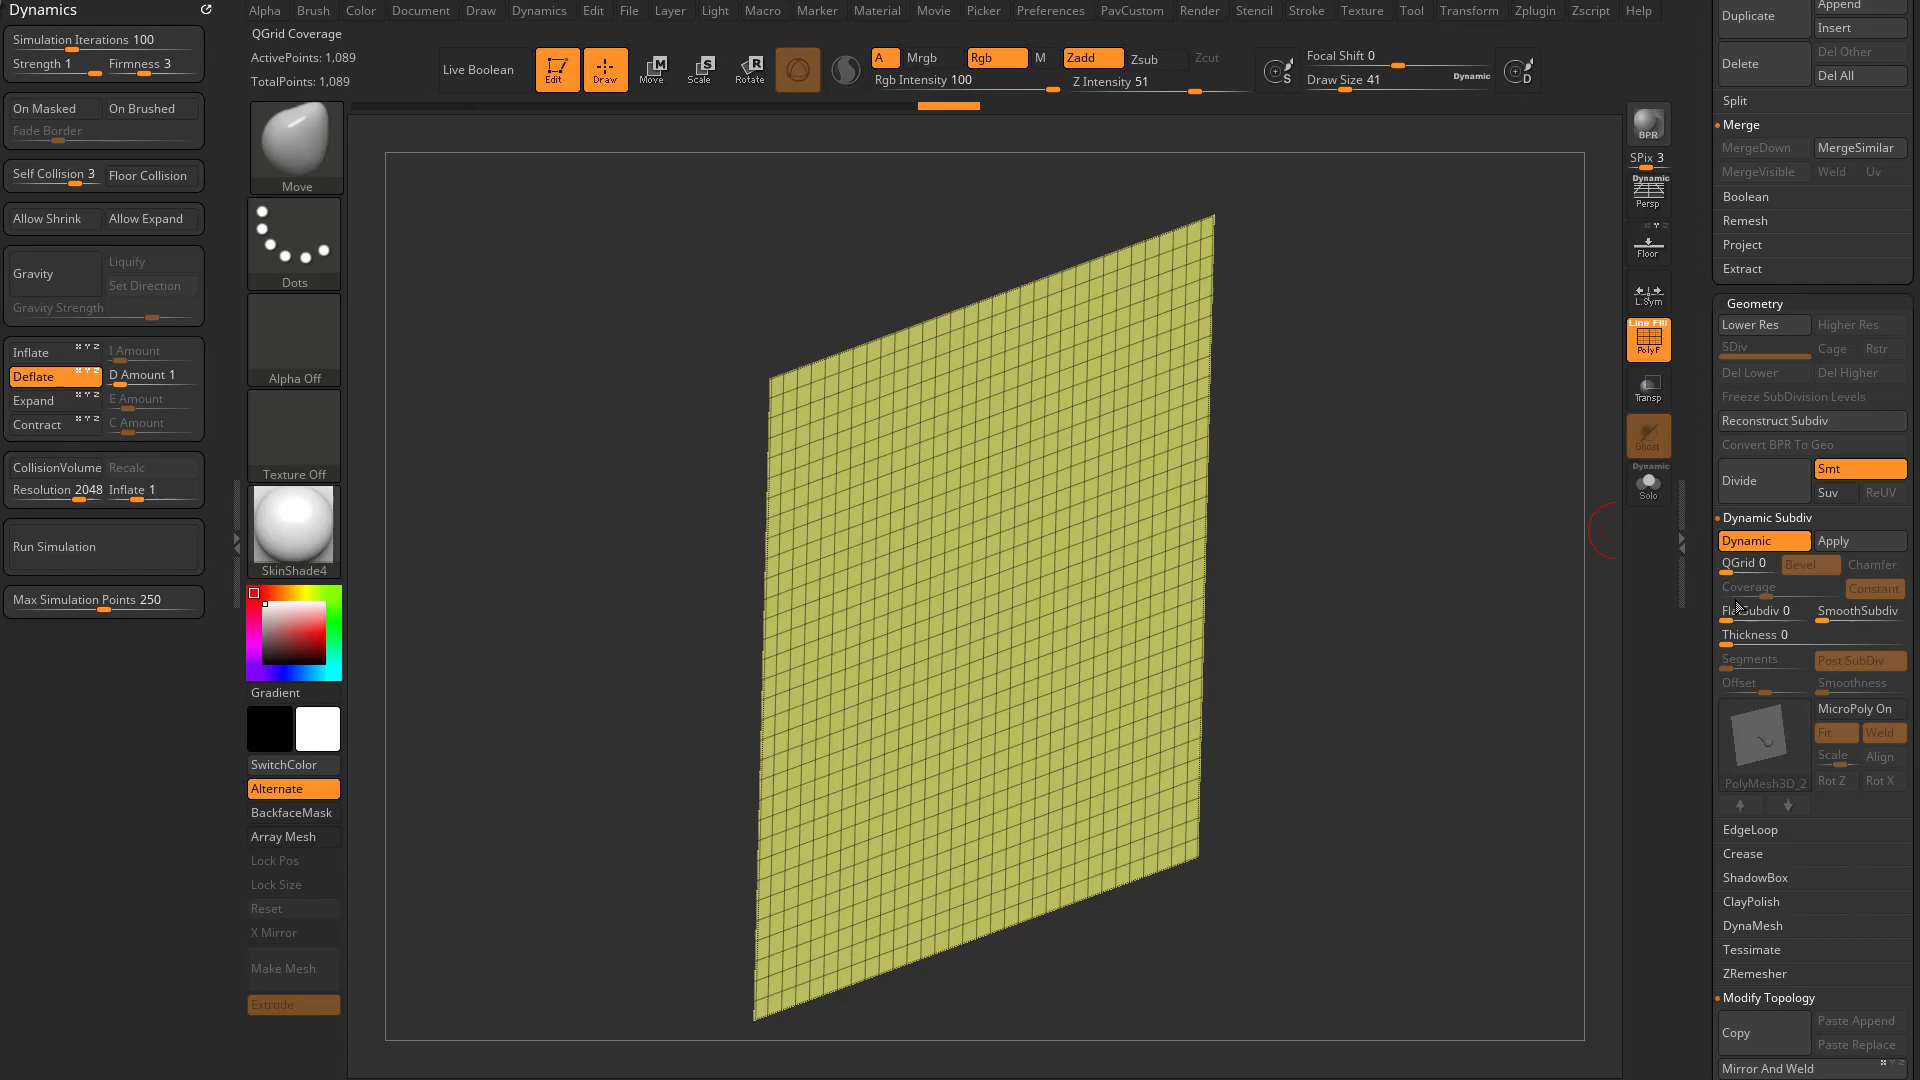 Dynamics
Alpha Brush Color Document Draw Dynamics Edit File Layer Light Macro Marker Material Movie Picker Preferences PavCustom Render Stencil Stroke Texture Tool Transform Zplugin Zscript Help
QGrid Coverage
ActivePoints: 1,089
TotalPoints: 1,089
Live Boolean
Edit
Draw
Move
Scale
Rotate
A Mrgb Rgb M Zadd Zsub Zcut
Rgb Intensity 100 Z Intensity 51
Focal Shift 0
Draw Size 41 Dynamic
S
D
Simulation Iterations 100
Strength 1 Firmness 3
On Masked On Brushed
Fade Border
Self Collision 3 Floor Collision
Allow Shrink Allow Expand
Gravity
Liquify
Set Direction
Gravity Strength
Inflate I Amount
Deflate D Amount 1
Expand E Amount
Contract C Amount
CollisionVolume Recalc
Resolution 2048 Inflate 1
Run Simulation
Max Simulation Points 250
Move
Dots
Alpha Off
Texture Off
SkinShade4
Gradient
SwitchColor
Alternate
BackfaceMask
Array Mesh
Lock Pos
Lock Size
Reset
X Mirror
Make Mesh
Extrude
BPR
SPix 3
Dynamic
Persp
Floor
L.Sym
Line Fill
PolyF
Transp
Ghost
Dynamic
Solo
Duplicate
Append
Insert
Delete
Del Other
Del All
Split
Merge
MergeDown MergeSimilar
MergeVisible Weld Uv
Boolean
Remesh
Project
Extract
Geometry
Lower Res Higher Res
SDiv Cage Rstr
Del Lower Del Higher
Freeze SubDivision Levels
Reconstruct Subdiv
Convert BPR To Geo
Divide
Smt
Suv ReUV
Dynamic Subdiv
Dynamic Apply
QGrid 0 Bevel Chamfer
Coverage Constant
Subdiv 0 SmoothSubdiv
Thickness 0
Segments Post SubDiv
Offset Smoothness
MicroPoly On
Fit Weld
Scale Align
PolyMesh3D_2 Rot Z Rot X
EdgeLoop
Crease
ShadowBox
ClayPolish
DynaMesh
Tessimate
ZRemesher
Modify Topology
Copy
Paste Append
Paste Replace
Mirror And Weld